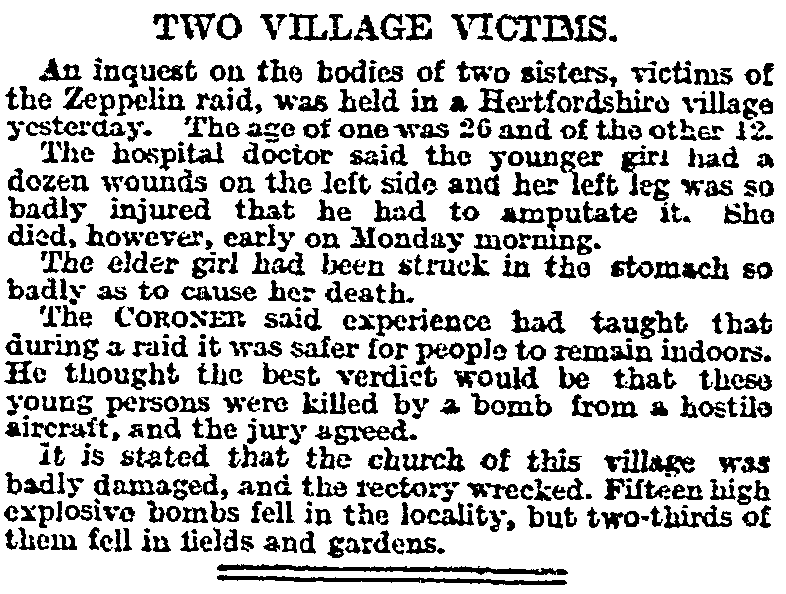 TWO VILLAGE VICTIMS.
An inquest on the bodies of two sisters, victims of
the Zeppelin raid, was held in a Hertfordshire village
yesterday. The age of one was 26 and of the other 12.
The hospital doctor said the younger girl had a
dozen wounds on the left side and her left leg was so
badly injured that he had to amputate it. She
died, however, early on Monday morning.
The elder girl had been struck in the stomach so
badly as to cause her death.
The CORONER said experience had taught that
during a raid it was safer for people to remain indoors.
He thought the best verdict would be that these
young persons were killed by a bomb from a hostile
aircraft, and the jury agreed.
It is stated that the church of this village was
badly damaged, and the rectory wrecked. Fifteen high
explosive bombs fell in the locality, but two-thirds of
them fell in fields and gardens.